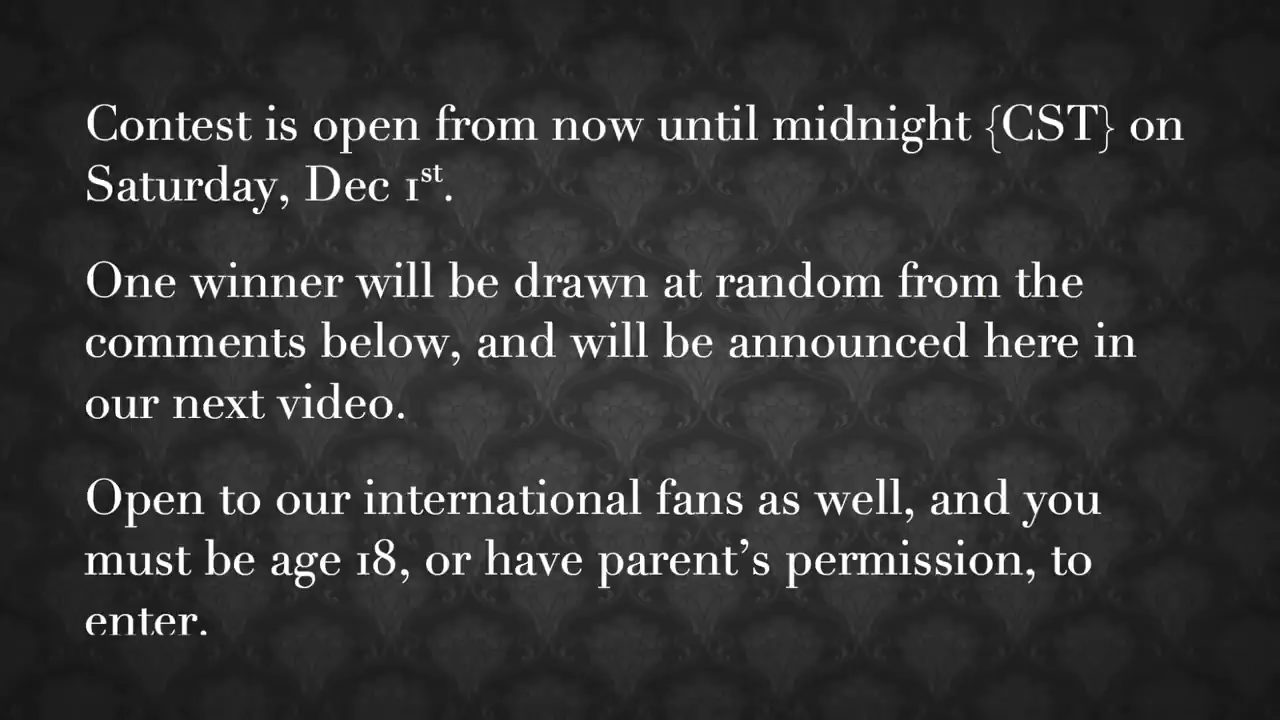 Contest is open from now until midnight {CST} on
Saturday, Dec 1st.
One winner will be drawn at random from the
comments below, and will be announced here in
our next video.
Open to our international fans as well, and you
must be age 18, or have parent’s permission, to
enter.